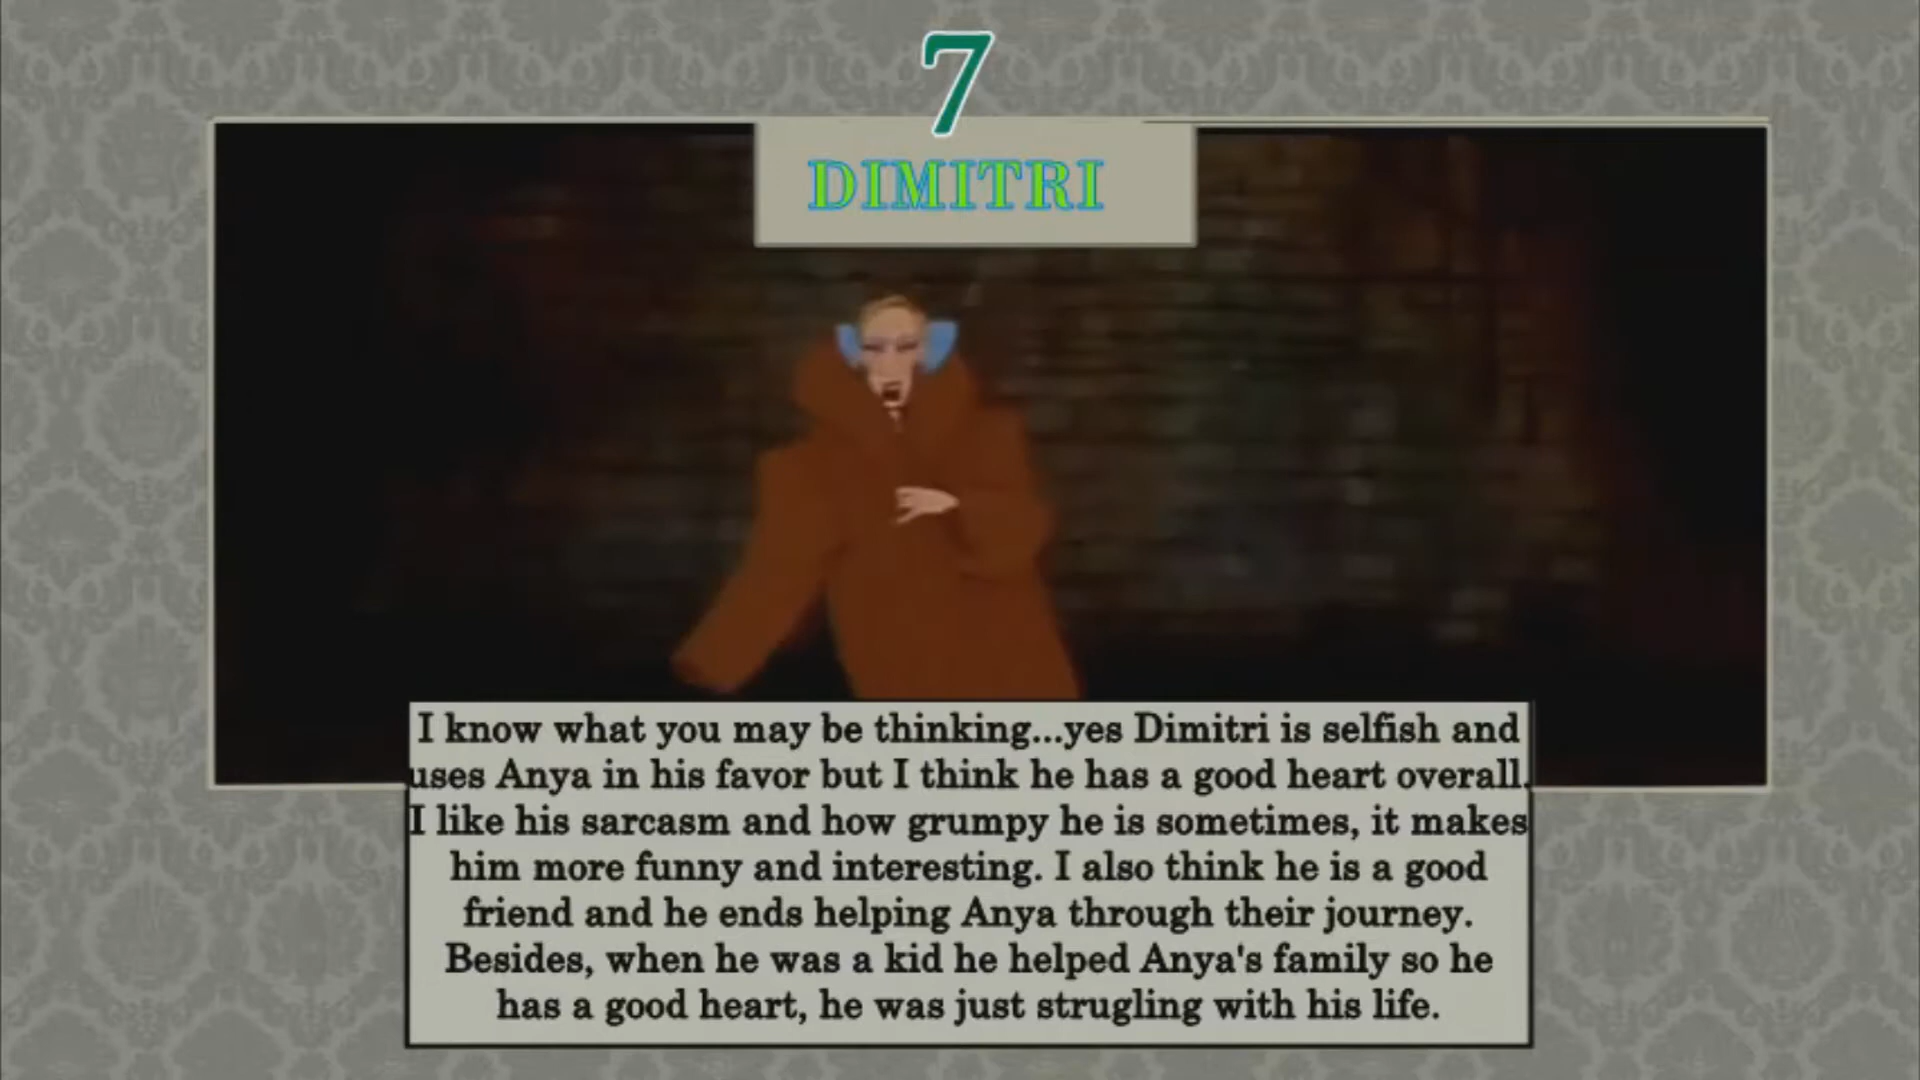 7
DIMITRI
I know what you may be thinking...yes Dimitri is selfish and
uses Anya in his favor but I think he has a good heart overall.
I like his sarcasm and how grumpy he is sometimes, it makes
him more funny and interesting. I also think he is a good
friend and he ends helping Anya through their journey.
Besides, when he was a kid he helped Anya's family so he
has a good heart, he was just strugling with his life.